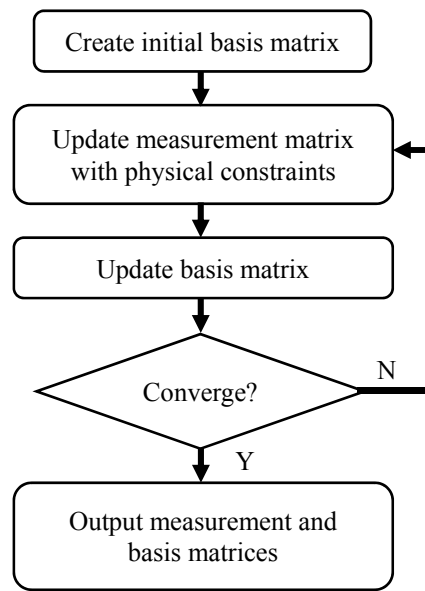 Create initial basis matrix
Update measurement matrix
with physical constraints
Update basis matrix
Converge?
N
Y
Output measurement and
basis matrices